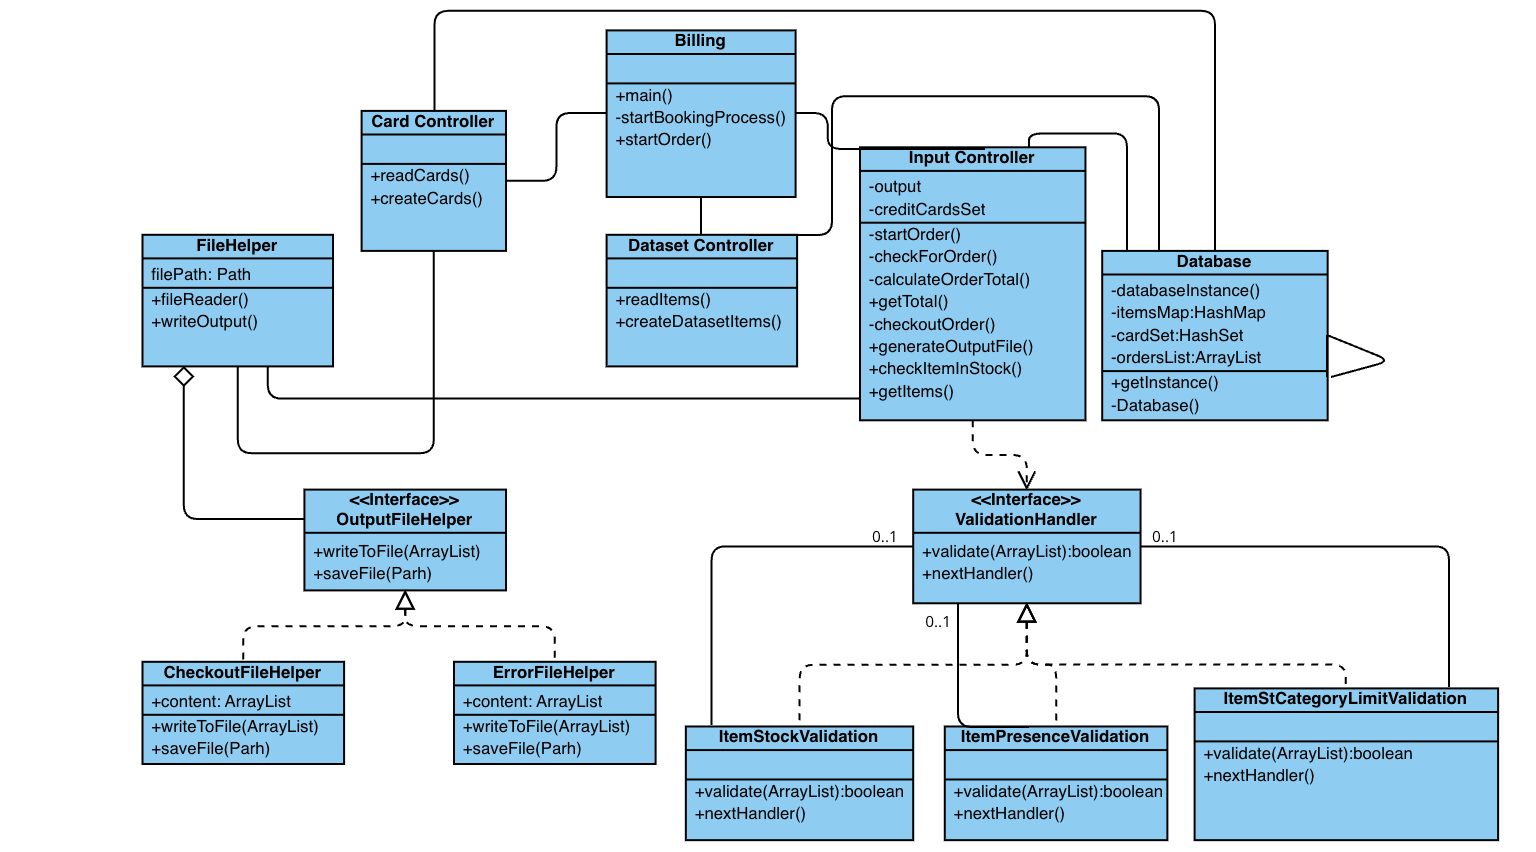 Billing
+main()
-startBookingProcess()
+startOrder()
Card Controller
+readCards()
+createCards()
Input Controller
-output
-creditCardsSet
-startOrder()
-checkForOrder()
-calculateOrderTotal()
+getTotal()
-checkoutOrder()
+generateOutputFile()
+checkItemInStock()
+getItems()
FileHelper
filePath: Path
+fileReader()
+writeOutput()
Dataset Controller
+readItems()
+createDatasetItems()
Database
-databaseInstance()
-itemsMap:HashMap
-cardSet:HashSet
-ordersList:ArrayList
+getInstance()
-Database()
<<Interface>>
OutputFileHelper
+writeToFile(ArrayList)
+saveFile(Parh)
<<Interface>>
ValidationHandler
+validate(ArrayList):boolean
+nextHandler()
0..1
0..1
0..1
CheckoutFileHelper
+content: ArrayList
+writeToFile(ArrayList)
+saveFile(Parh)
ErrorFileHelper
+content: ArrayList
+writeToFile(ArrayList)
+saveFile(Parh)
ItemStockValidation
+validate(ArrayList):boolean
+nextHandler()
ItemPresenceValidation
+validate(ArrayList):boolean
+nextHandler()
ItemStCategoryLimitValidation
+validate(ArrayList):boolean
+nextHandler()